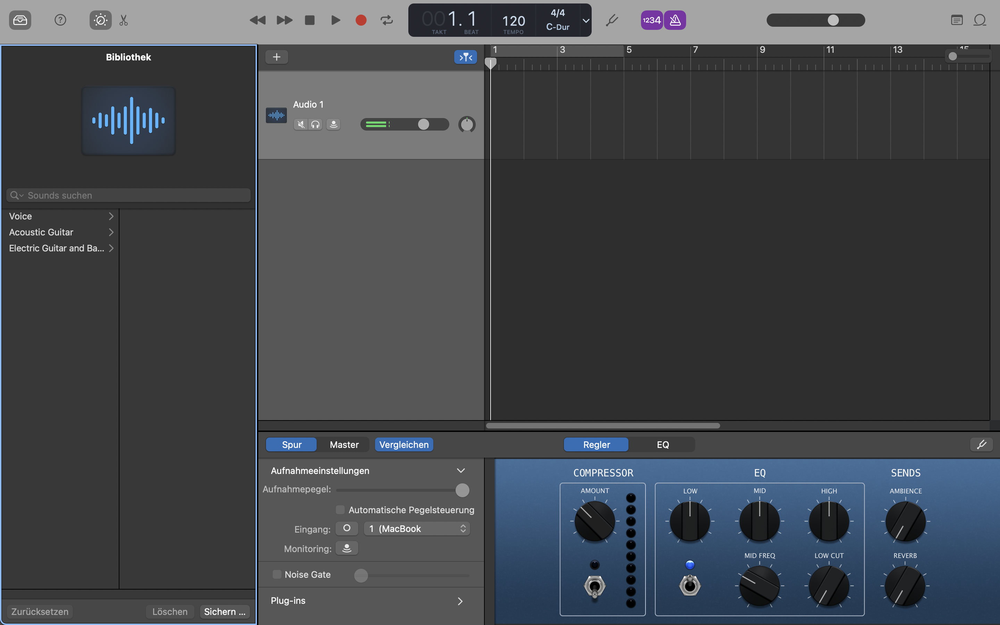 ?
001. 1
TAKT BEAT
120
TEMPO
4/4
C-Dur
1234
Bibliothek
Sounds suchen
Voice
Acoustic Guitar
Electric Guitar and Ba...
Zurücksetzen
Löschen
Sichern ...
+
1 3 5 7 9 11 13 15
Audio 1
Spur
Master
Vergleichen
Regler
EQ
Aufnahmeeinstellungen
Aufnahmepegel:
Automatische Pegelsteuerung
Eingang:
1 (MacBook
Monitoring:
Noise Gate
Plug-ins
COMPRESSOR
AMOUNT
EQ
LOW
MID
HIGH
MID FREQ
LOW CUT
SENDS
AMBIENCE
REVERB